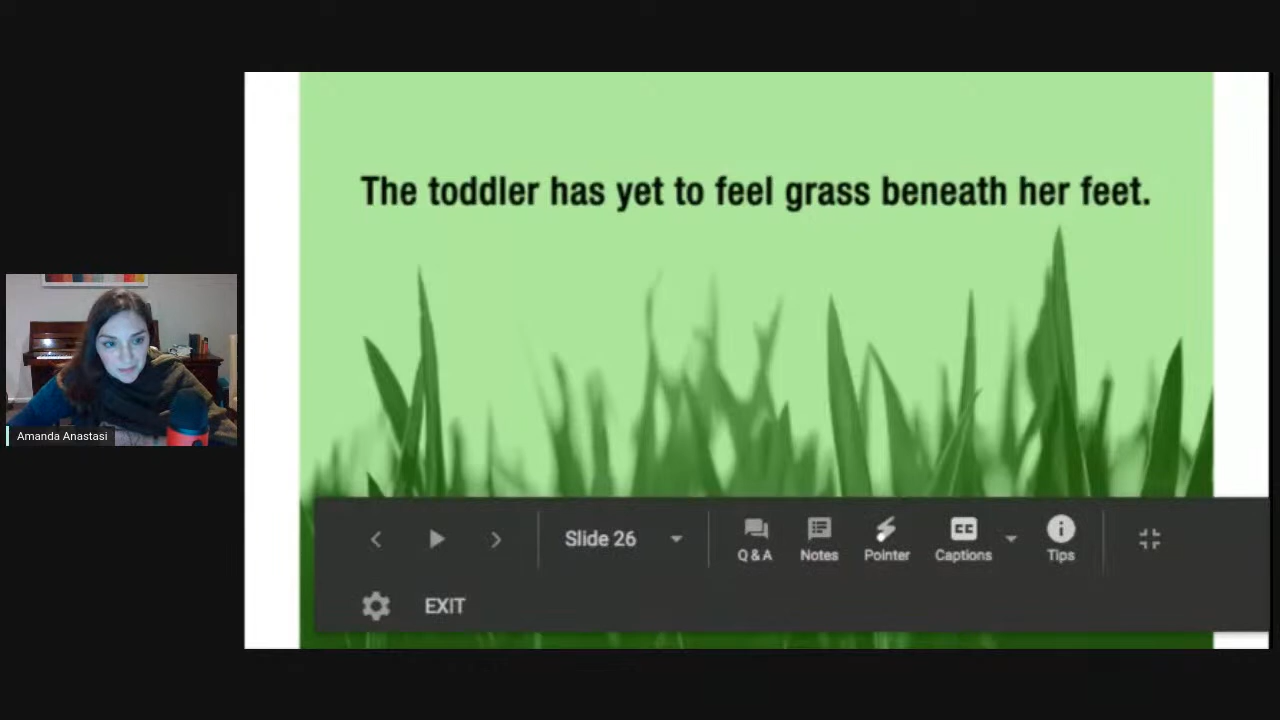 The toddler has yet to feel grass beneath her feet.
Amanda Anastasi
Slide 26
Q & A
Notes
Pointer
CC
Captions
Tips
EXIT